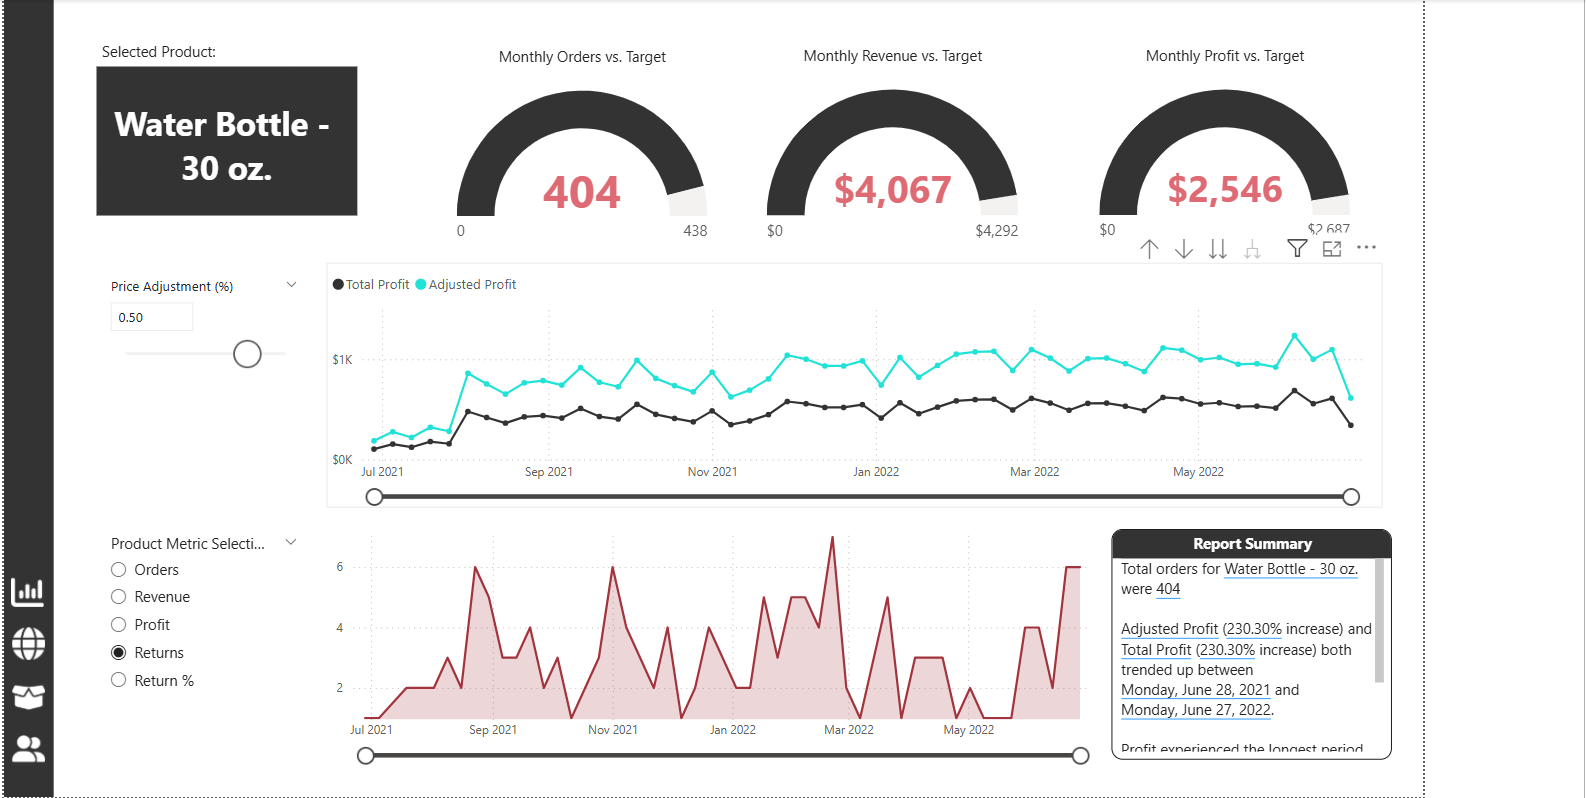 Selected Product:
Water Bottle -
30 oz.
Monthly Orders vs. Target
404
0
438
Monthly Revenue vs. Target
$4,067
$0
$4,292
Monthly Profit vs. Target
$2,546
$0
$2,687
Price Adjustment (%)
0.50
Total Profit
Adjusted Profit
$1K
$0K
Jul 2021
Sep 2021
Nov 2021
Jan 2022
Mar 2022
May 2022
Product Metric Selecti...
Orders
Revenue
Profit
Returns
Return %
6
4
2
Jul 2021
Sep 2021
Nov 2021
Jan 2022
Mar 2022
May 2022
Report Summary
Total orders for Water Bottle - 30 oz.
were 404
Adjusted Profit (230.30% increase) and
Total Profit (230.30% increase) both
trended up between
Monday, June 28, 2021 and
Monday, June 27, 2022.
Profit experienced the longest period